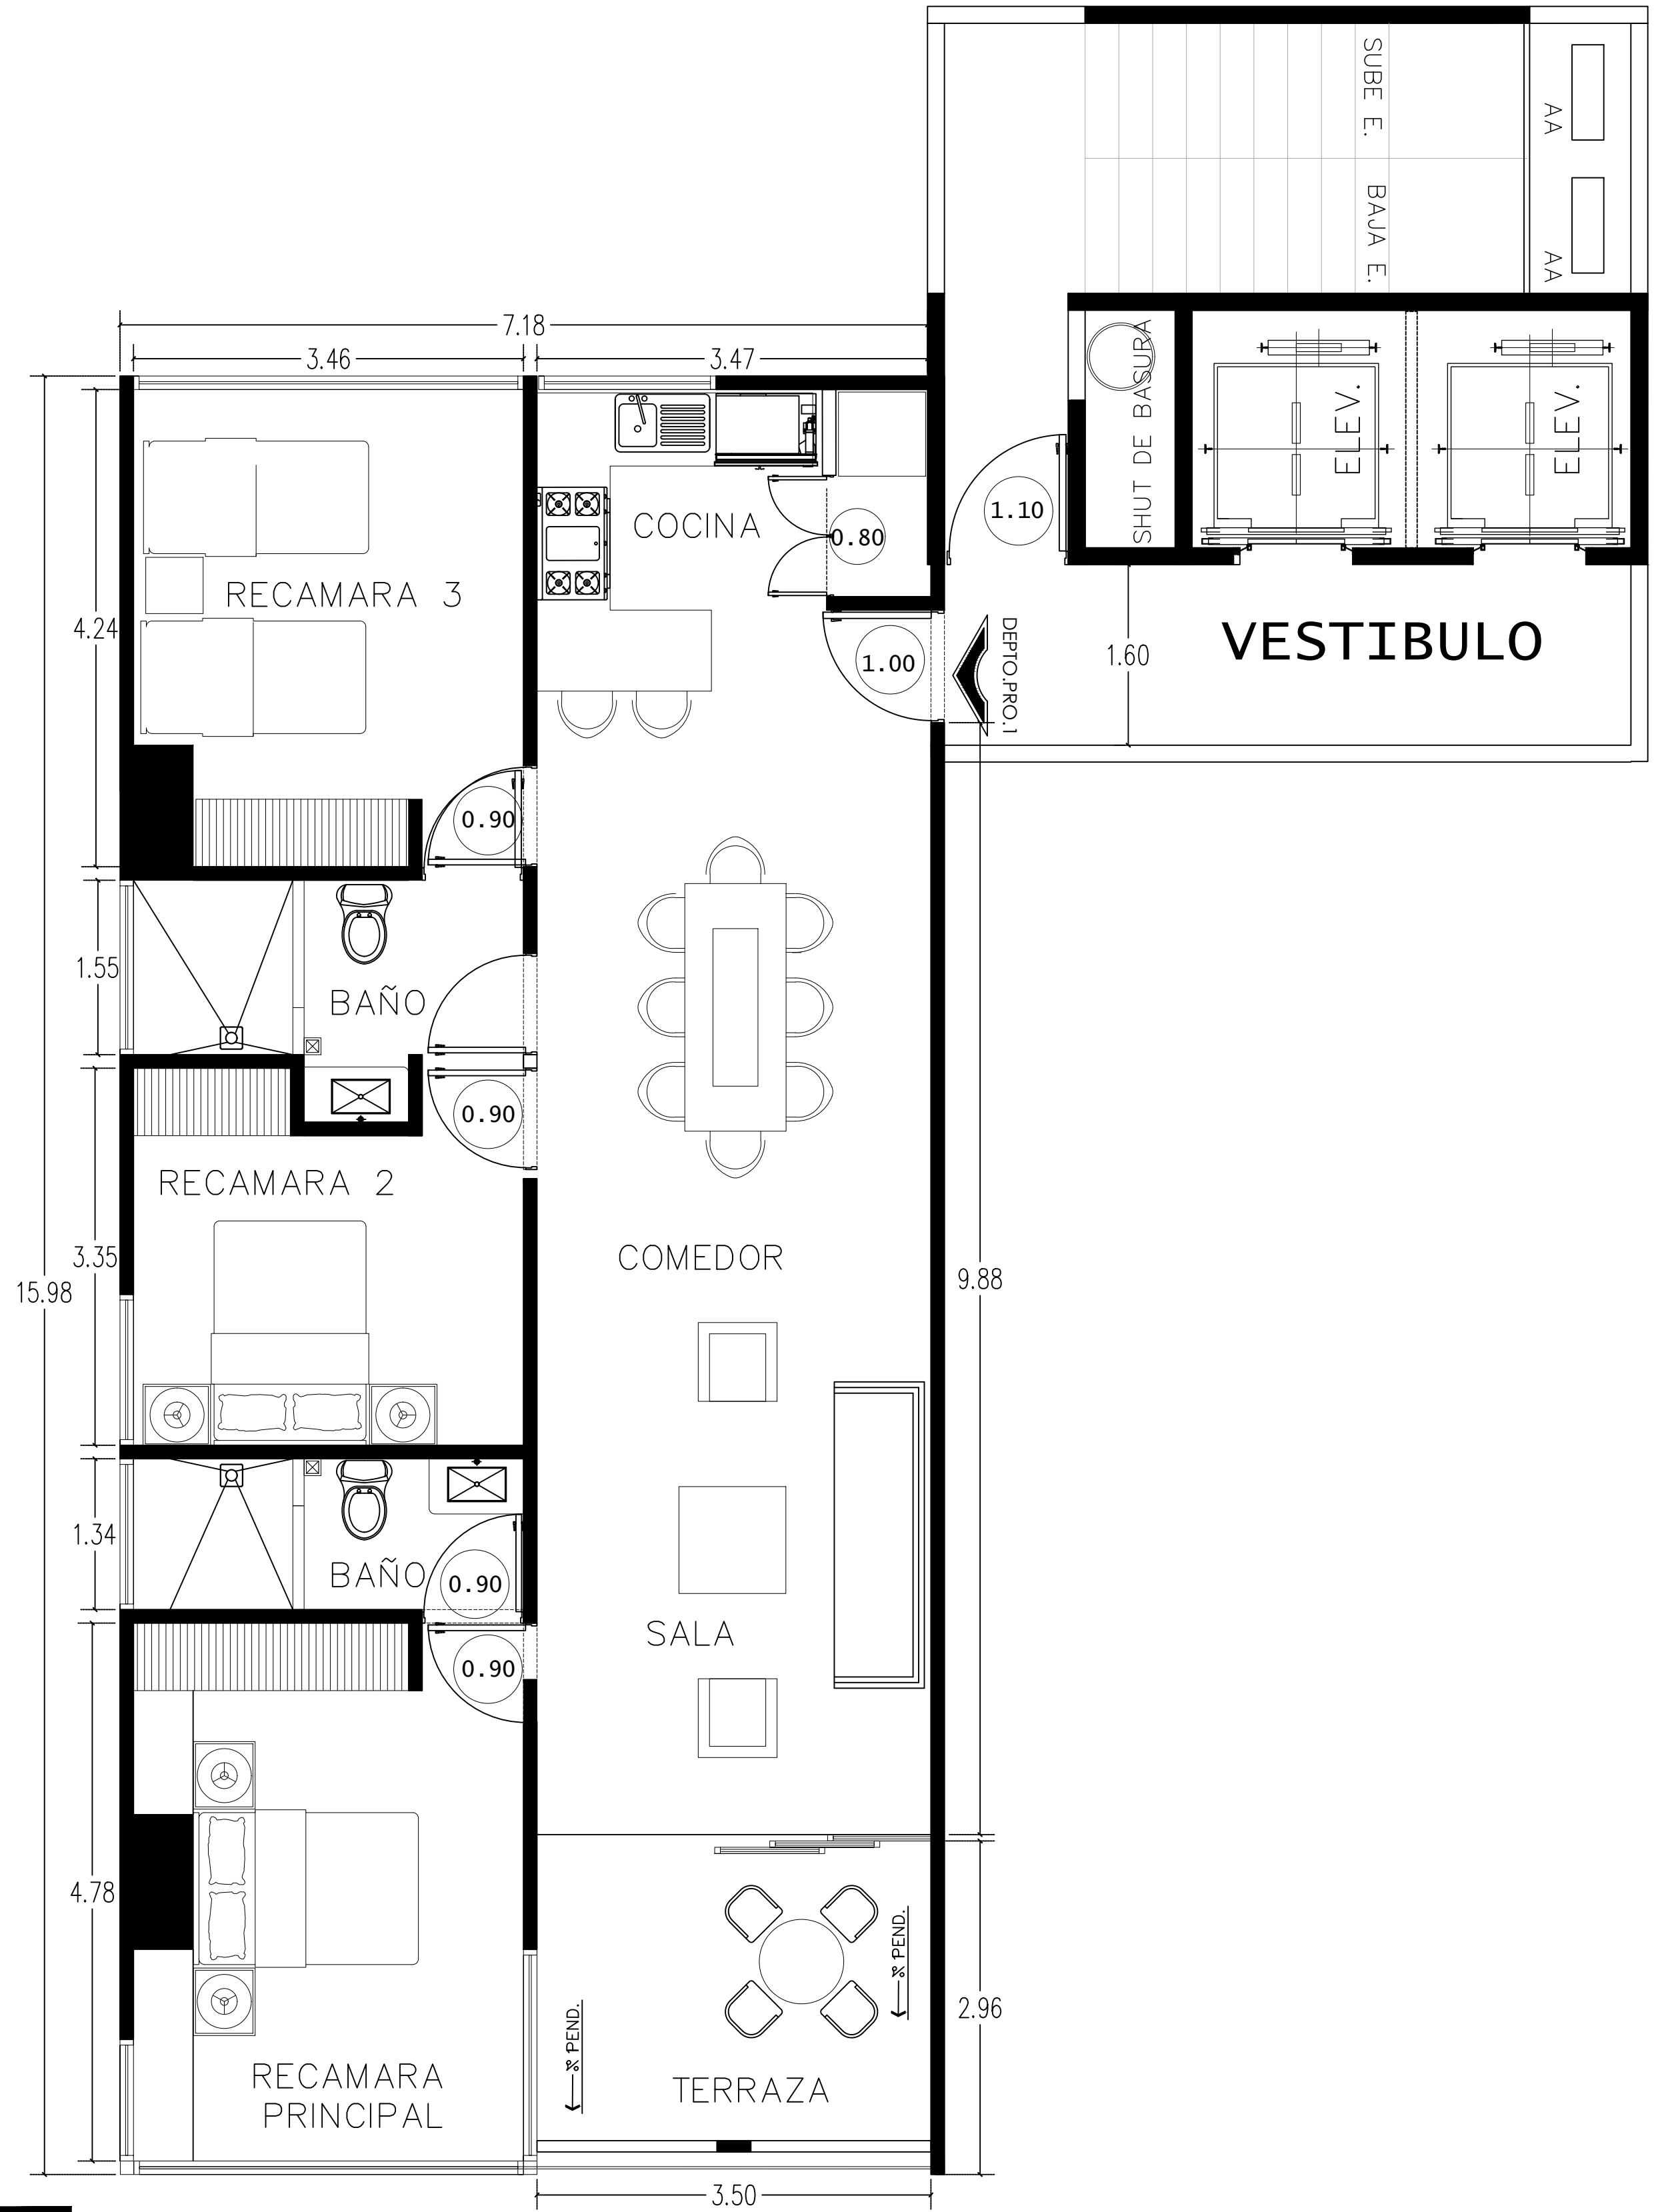 SUBE E.
AA
BAJA E.
AA
7.18
3.46
3.47
SHUT DE BASURA
ELEV.
ELEV.
COCINA
0.80
1.10
RECAMARA 3
4.24
1.00
DEPTO.PRO.1
1.60
VESTIBULO
0.90
1.55
BAÑO
0.90
RECAMARA 2
COMEDOR
3.35
15.98
9.88
1.34
BAÑO
0.90
SALA
0.90
4.78
% PEND.
2.96
% PEND.
RECAMARA
PRINCIPAL
TERRAZA
3.50